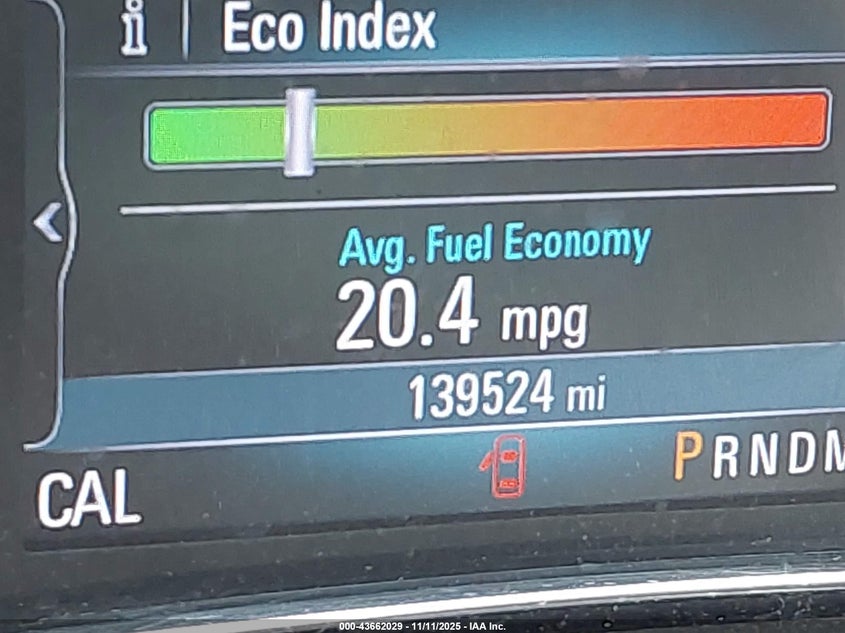 i | Eco Index
Avg. Fuel Economy
20.4 mpg
139524 mi
PRNDM
CAL
000-43662029 - 11/11/2025 - IAA Inc.